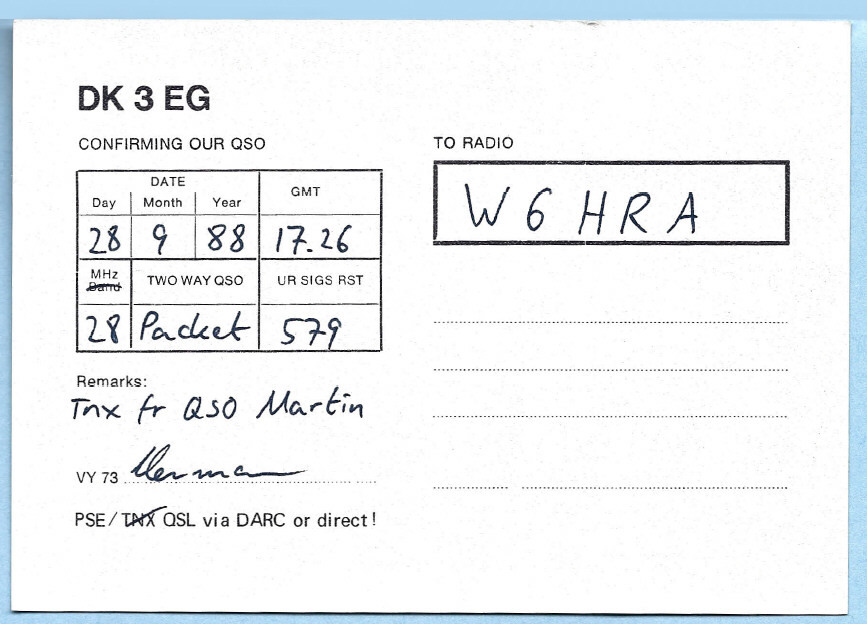 DK 3 EG
CONFIRMING OUR QSO
DATE
GMT
Day Month Year
28 9 88 17.26
MHz
Band
TWO WAY QSO
UR SIGS RST
28 Packet 579
Remarks:
Tnx fr QSO Martin
VY 73 Herman
PSE/TNX QSL via DARC or direct!
TO RADIO
W6HRA